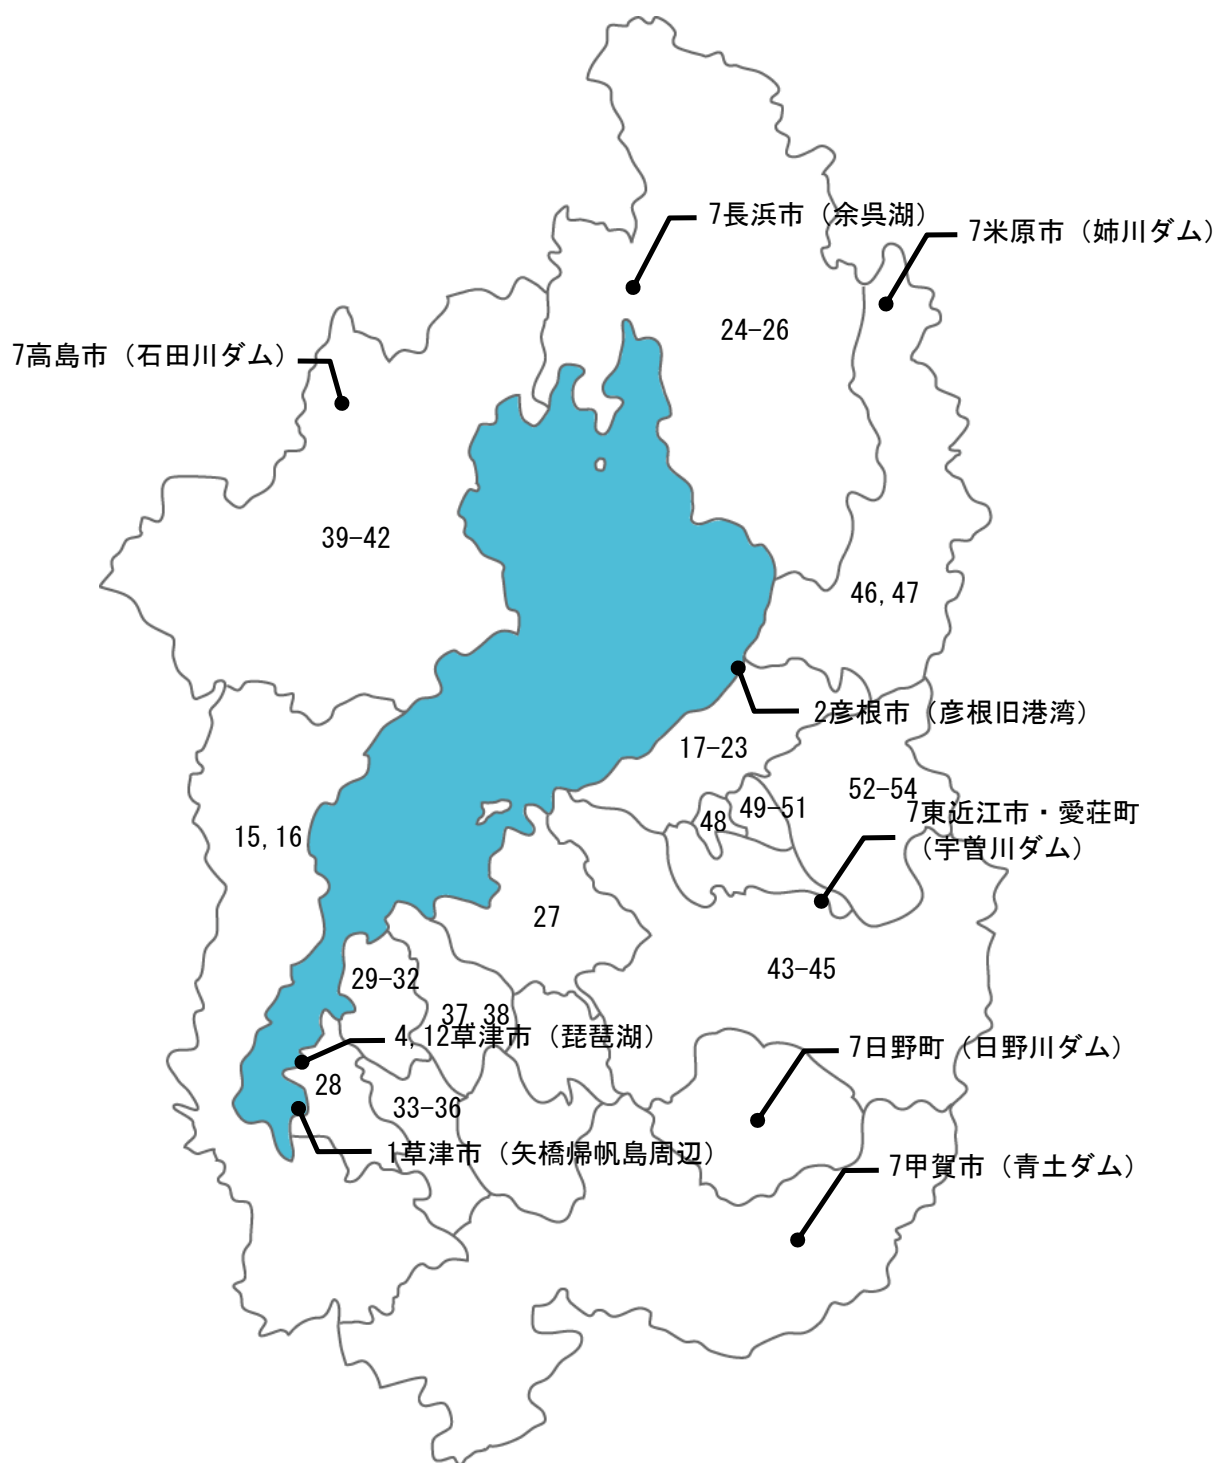 7長浜市（余呉湖）
7米原市（姉川ダム）
24-26
7高島市（石田川ダム）
39-42
46,47
2彦根市（彦根旧港湾）
17-23
52-54
49-51
48
7東近江市・愛荘町
（宇曽川ダム）
15,16
27
43-45
29-32
37,38
4,12草津市（琵琶湖）
7日野町（日野川ダム）
28
33-36
1草津市（矢橋帰帆島周辺）
7甲賀市（青土ダム）